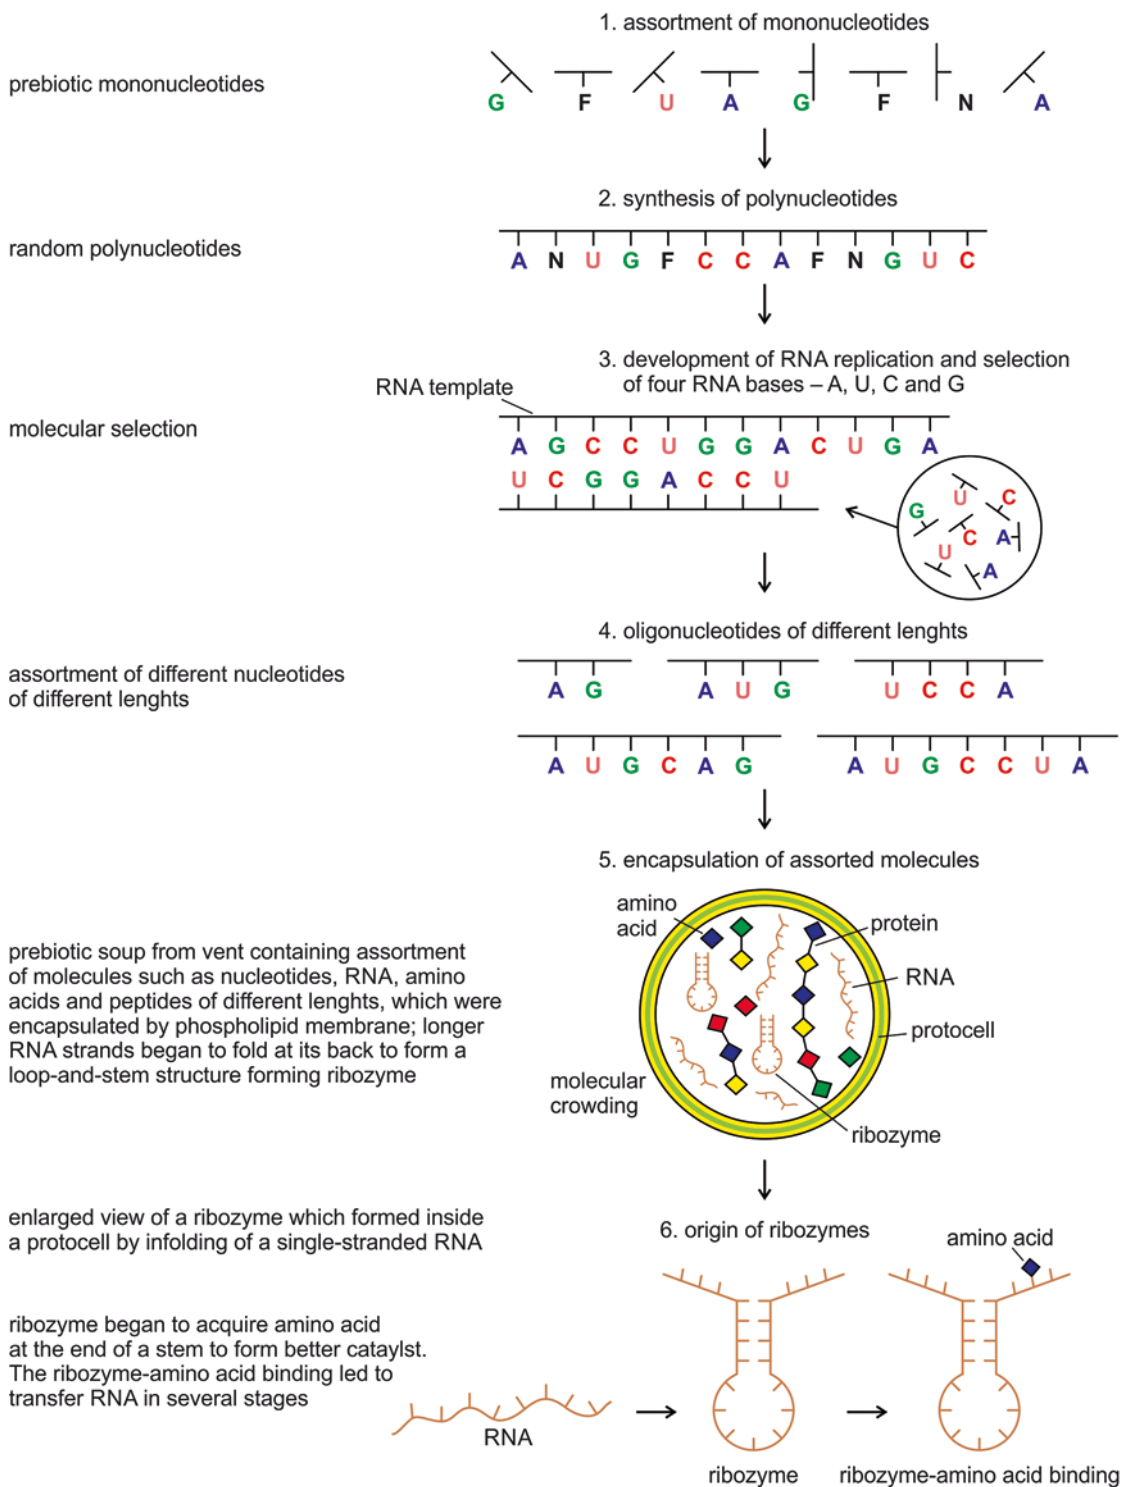 1. assortment of mononucleotides
prebiotic mononucleotides
G F U A G F N A
2. synthesis of polynucleotides
random polynucleotides
A N U G F C C A F N G U C
3. development of RNA replication and selection
of four RNA bases – A, U, C and G
RNA template
molecular selection
A G C C U G G A C U G A
U C G G A C C U
U C
G
C A
U
A
4. oligonucleotides of different lenghts
assortment of different nucleotides
of different lenghts
A G A U G U C C A
A U G C A G A U G C C U A
5. encapsulation of assorted molecules
amino
acid
protein
RNA
protocell
molecular
crowding
ribozyme
prebiotic soup from vent containing assortment
of molecules such as nucleotides, RNA, amino
acids and peptides of different lenghts, which were
encapsulated by phospholipid membrane; longer
RNA strands began to fold at its back to form a
loop-and-stem structure forming ribozyme
enlarged view of a ribozyme which formed inside
a protocell by infolding of a single-stranded RNA
6. origin of ribozymes
amino acid
ribozyme began to acquire amino acid
at the end of a stem to form better cataylst.
The ribozyme-amino acid binding led to
transfer RNA in several stages
RNA
ribozyme
ribozyme-amino acid binding